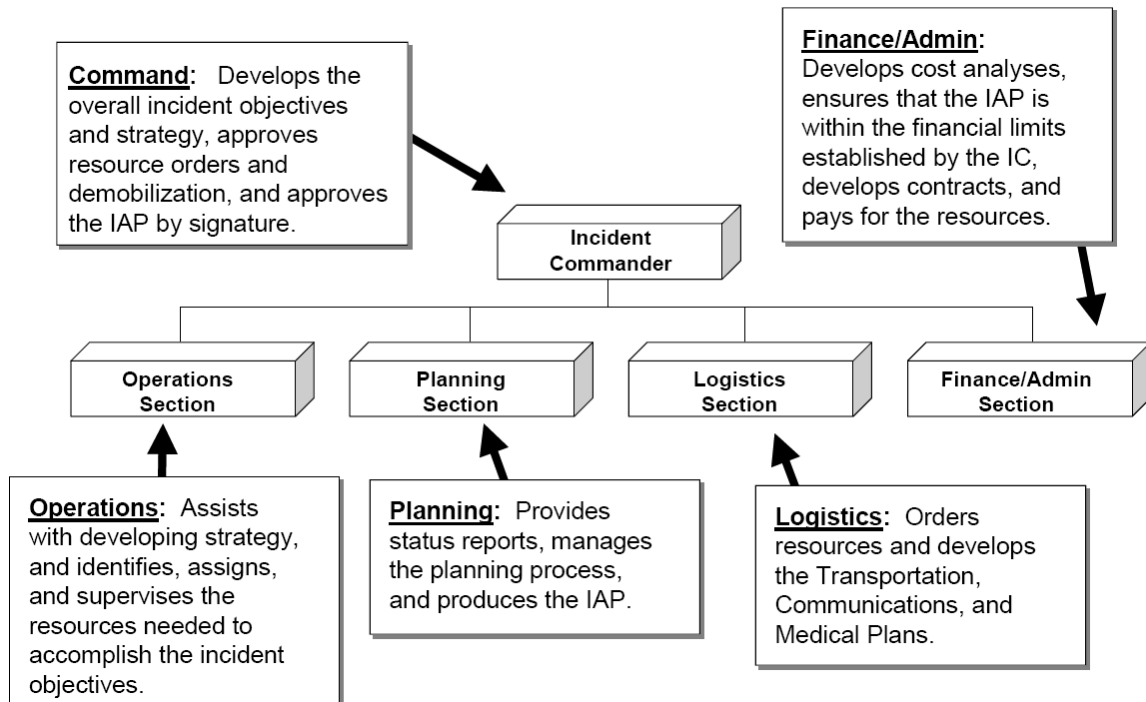 Command: Develops the
overall incident objectives
and strategy, approves
resource orders and
demobilization, and approves
the IAP by signature.
Finance/Admin:
Develops cost analyses,
ensures that the IAP is
within the financial limits
established by the IC,
develops contracts, and
pays for the resources.
Incident
Commander
Operations
Section
Planning
Section
Logistics
Section
Finance/Admin
Section
Operations: Assists
with developing strategy,
and identifies, assigns,
and supervises the
resources needed to
accomplish the incident
objectives.
Planning: Provides
status reports, manages
the planning process,
and produces the IAP.
Logistics: Orders
resources and develops
the Transportation,
Communications, and
Medical Plans.